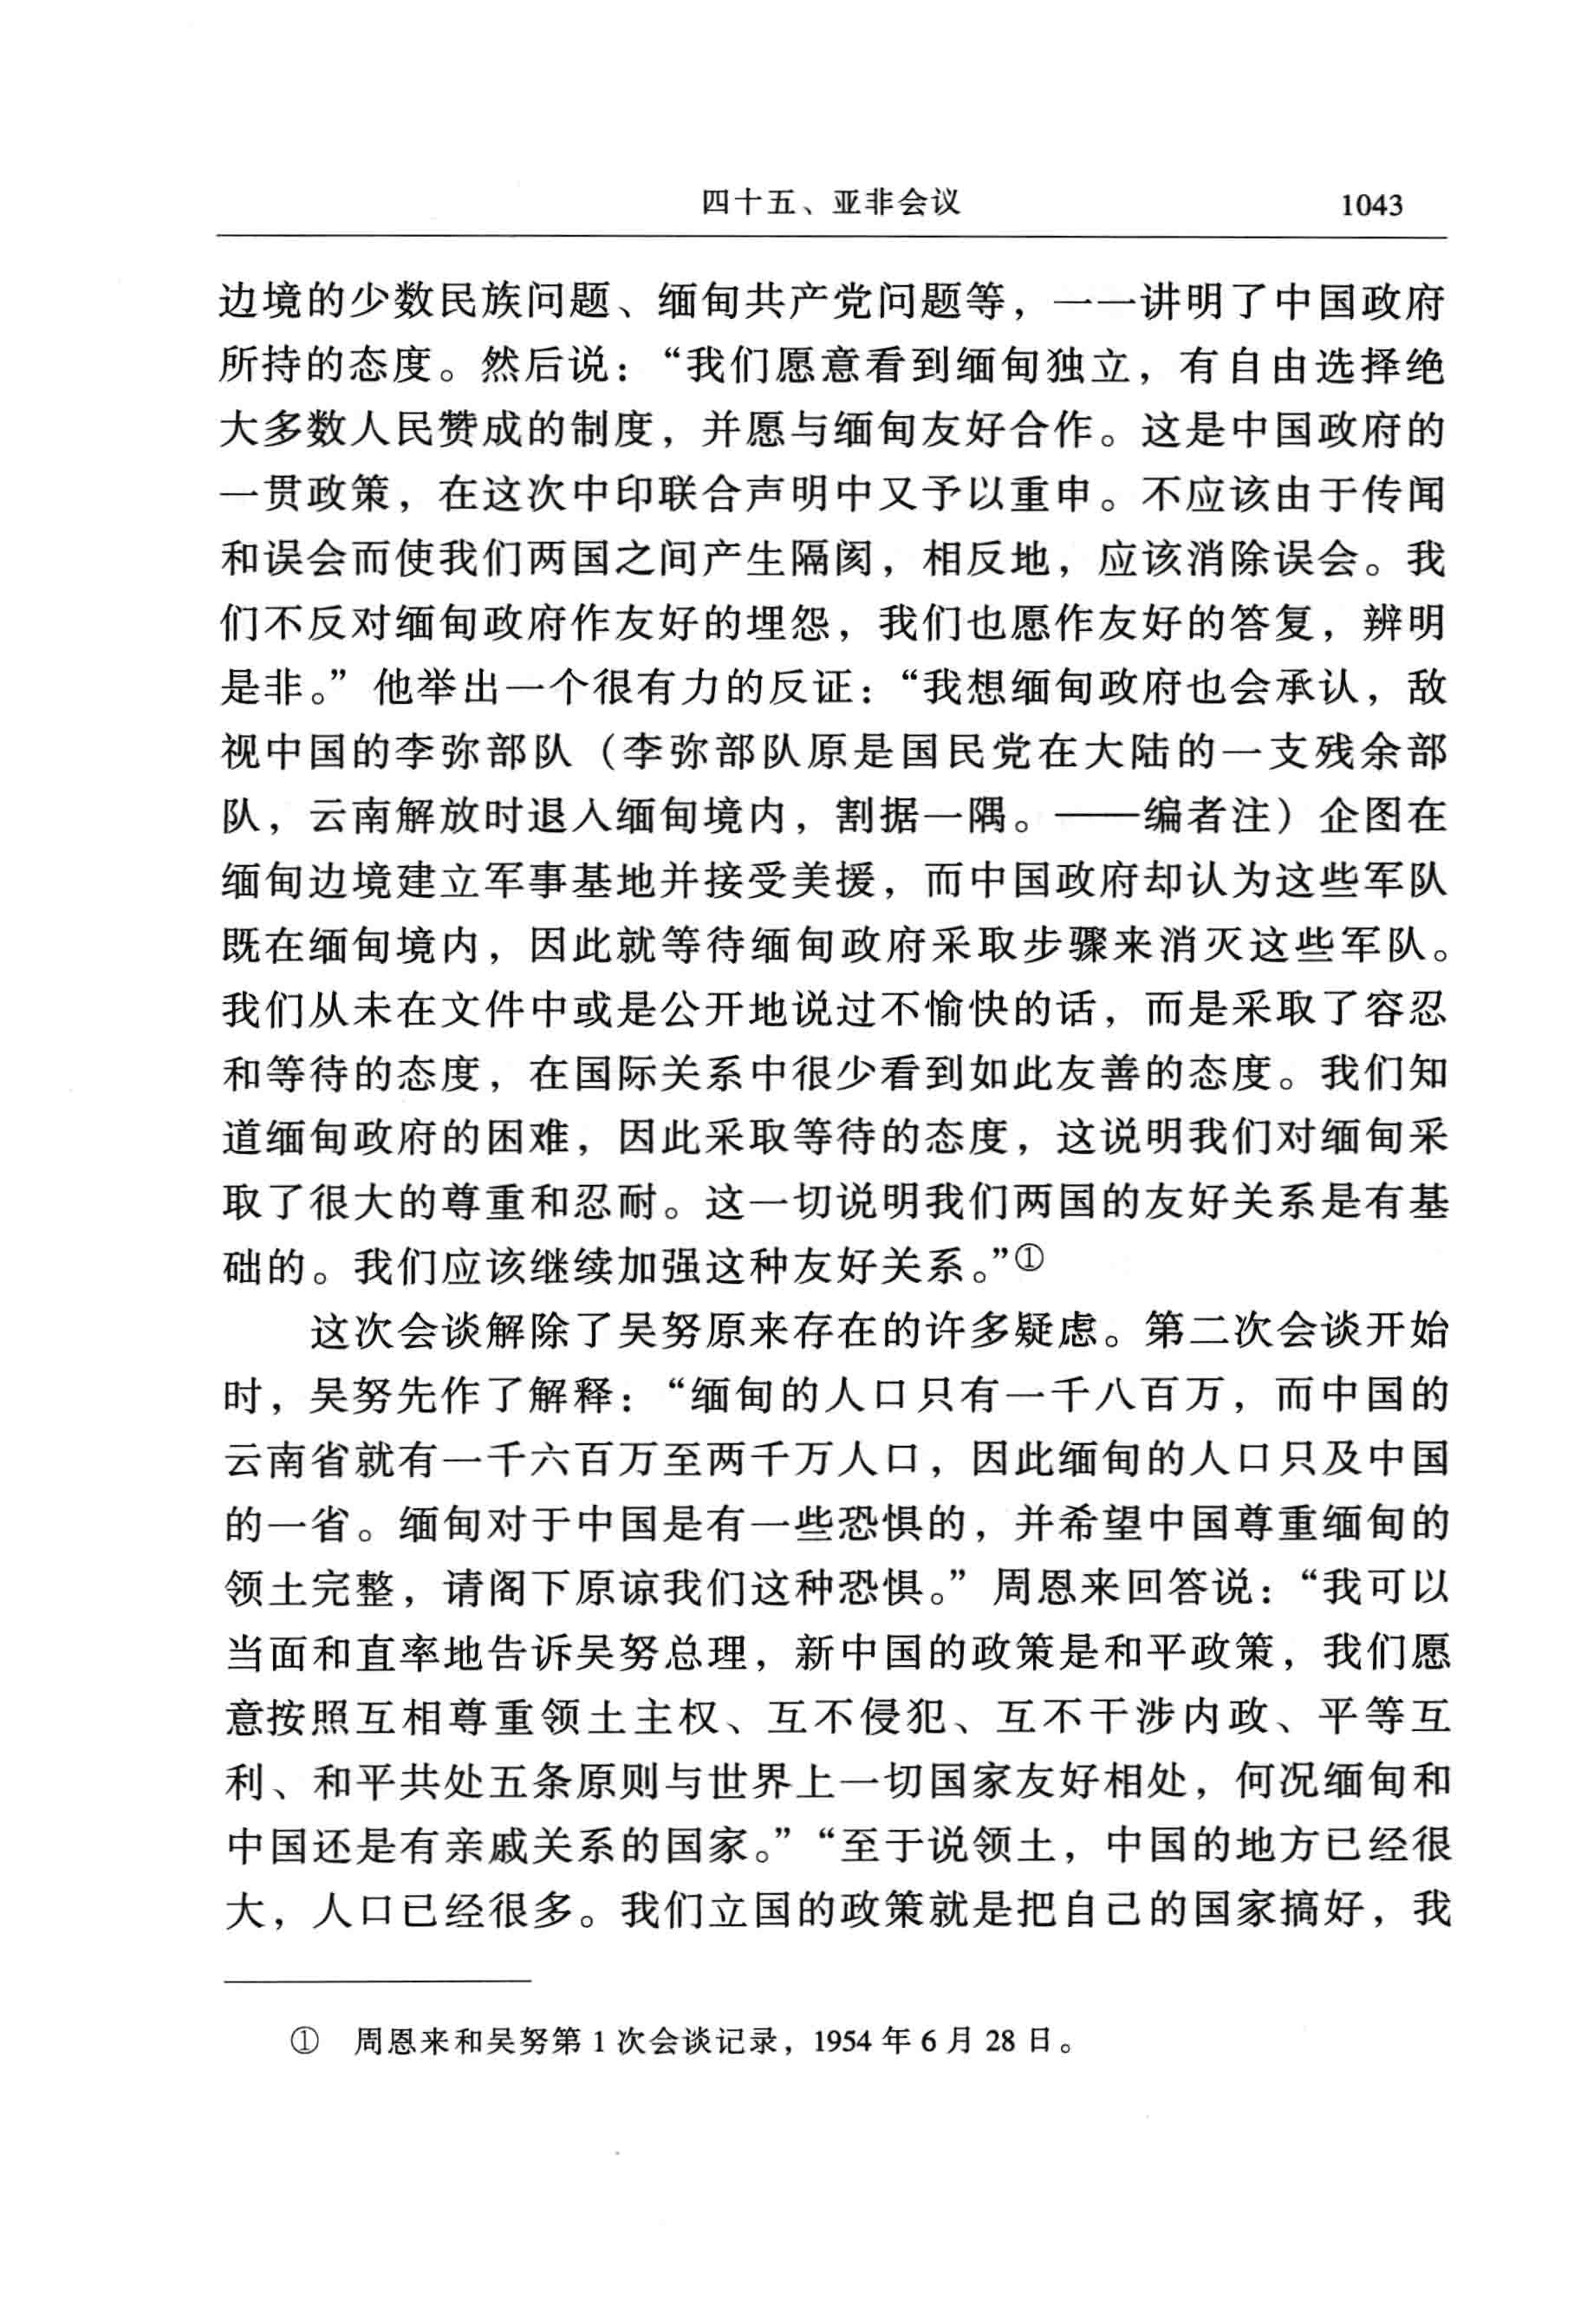 四十五、亚非会议 1043
边境的少数民族问题、缅甸共产党问题等，一一讲明了中国政府
所持的态度。然后说：“我们愿意看到缅甸独立，有自由选择绝
大多数人民赞成的制度，并愿与缅甸友好合作。这是中国政府的
一贯政策，在这次中印联合声明中又予以重申。不应该由于传闻
和误会而使我们两国之间产生隔阂，相反地，应该消除误会。我
们不反对缅甸政府作友好的埋怨，我们也愿作友好的答复，辨明
是非。”他举出一个很有力的反证：“我想缅甸政府也会承认，敌
视中国的李弥部队（李弥部队原是国民党在大陆的一支残余部
队，云南解放时退入缅甸境内，割据一隅。——编者注）企图在
缅甸边境建立军事基地并接受美援，而中国政府却认为这些军队
既在缅甸境内，因此就等待缅甸政府采取步骤来消灭这些军队。
我们从未在文件中或是公开地说过不愉快的话，而是采取了容忍
和等待的态度，在国际关系中很少看到如此友善的态度。我们知
道缅甸政府的困难，因此采取等待的态度，这说明我们对缅甸采
取了很大的尊重和忍耐。这一切说明我们两国的友好关系是有基
础的。我们应该继续加强这种友好关系。”①
这次会谈解除了吴努原来存在的许多疑虑。第二次会谈开始
时，吴努先作了解释：“缅甸的人口只有一千八百万，而中国的
云南省就有一千六百万至两千万人口，因此缅甸的人口只及中国
的一省。缅甸对于中国是有一些恐惧的，并希望中国尊重缅甸的
领土完整，请阁下原谅我们这种恐惧。”周恩来回答说：“我可以
当面和直率地告诉吴努总理，新中国的政策是和平政策，我们愿
意按照互相尊重领土主权、互不侵犯、互不干涉内政、平等互
利、和平共处五条原则与世界上一切国家友好相处，何况缅甸和
中国还是有亲戚关系的国家。”“至于说领土，中国的地方已经很
大，人口已经很多。我们立国的政策就是把自己的国家搞好，我
① 周恩来和吴努第1次会谈记录，1954年6月28日。